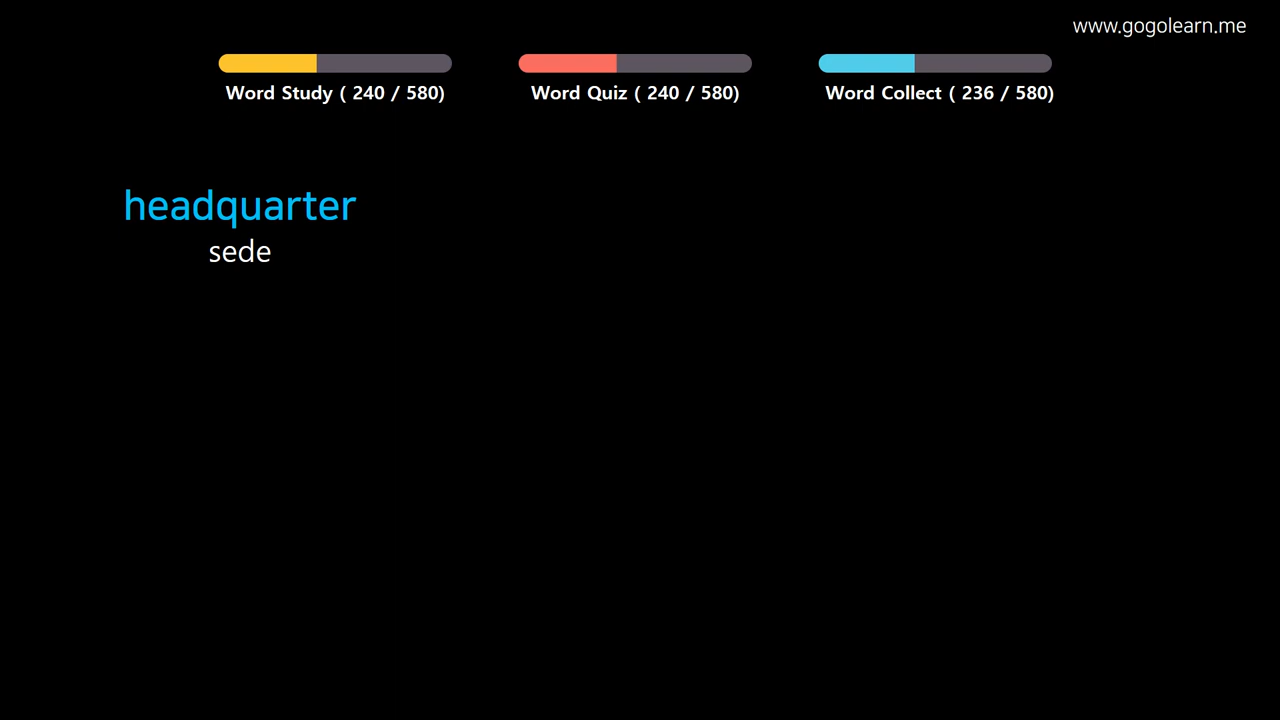 www.gogolearn.me
Word Study ( 240 / 580)
Word Quiz ( 240 / 580)
Word Collect ( 236 / 580)
headquarter
sede